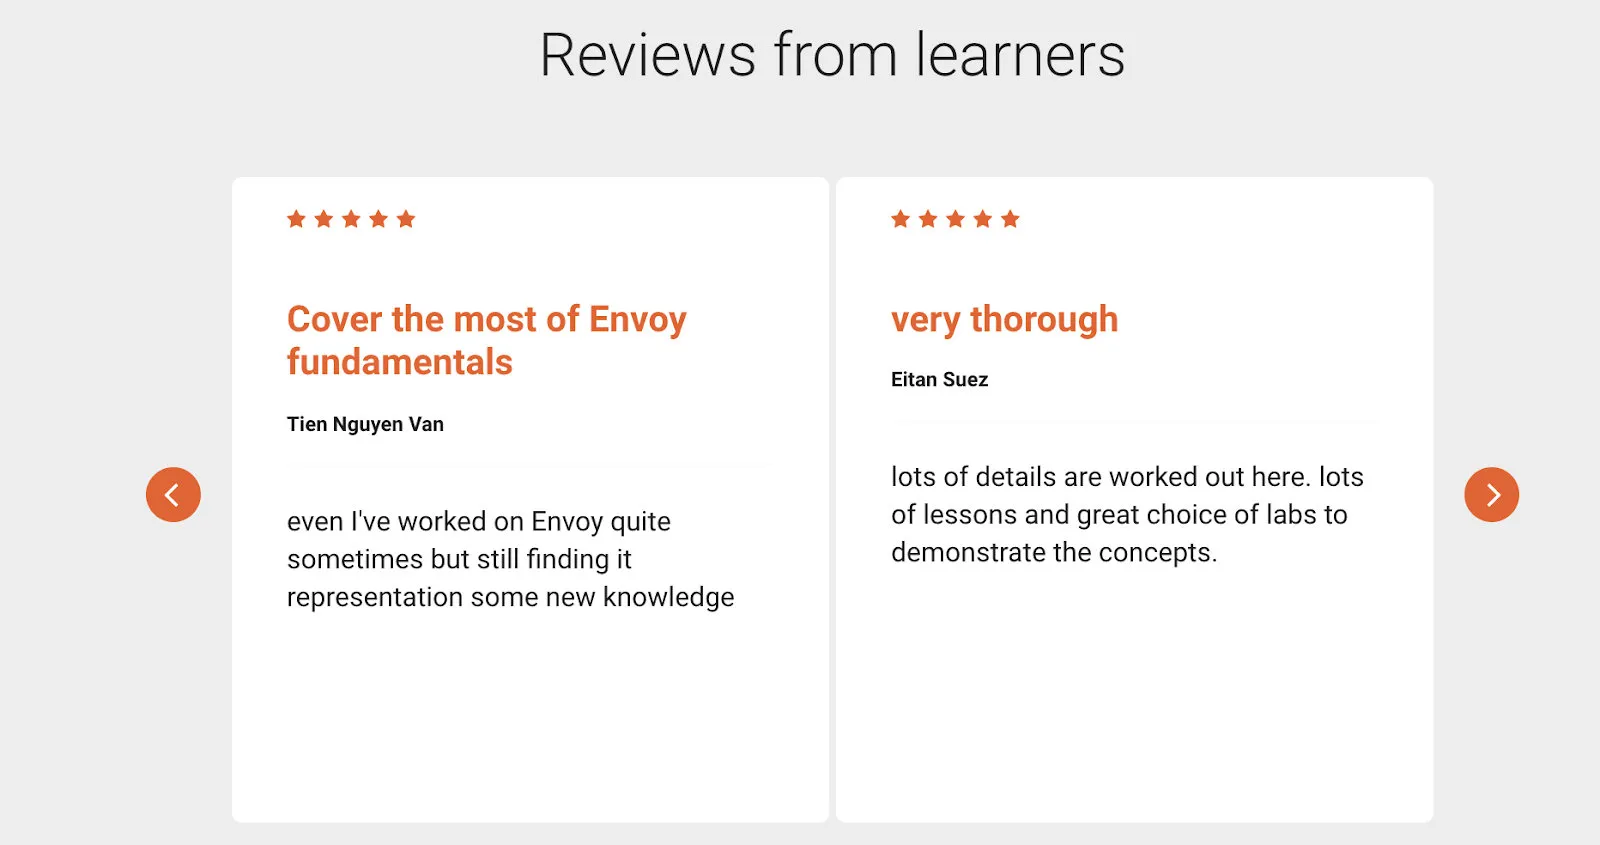 Reviews from learners
Cover the most of Envoy
fundamentals
Tien Nguyen Van
even I've worked on Envoy quite
sometimes but still finding it
representation some new knowledge
very thorough
Eitan Suez
lots of details are worked out here. lots
of lessons and great choice of labs to
demonstrate the concepts.